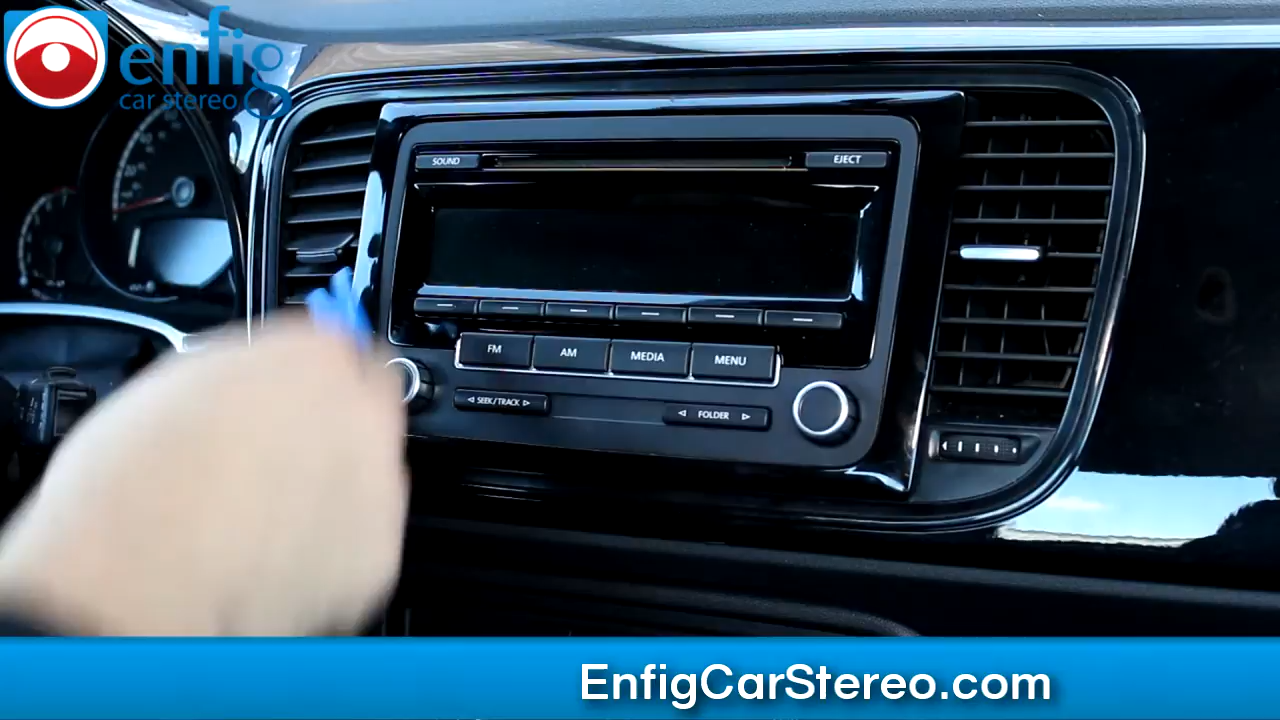 enfig
car stereo
SOUND
EJECT
FM
AM
MEDIA
MENU
SEEK/TRACK
FOLDER
EnfigCarStereo.com